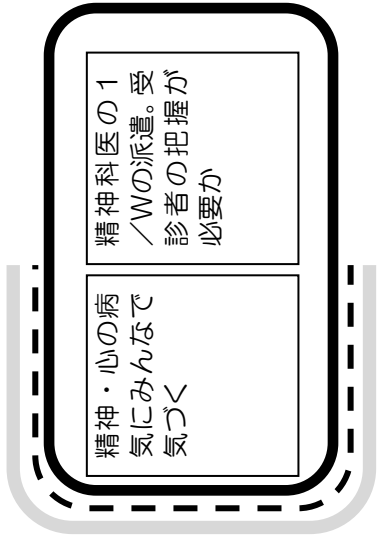 精神・心の病
気にみんなで
気づく
精神科医の1
/Wの派遣。受
診者の把握が
必要か